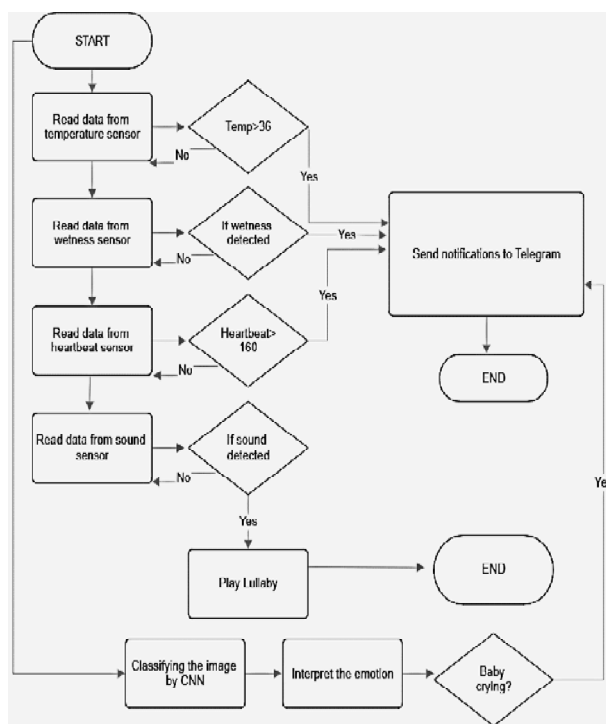 START
Read data from
temperature sensor
Temp>36
No
Yes
Read data from
wetness sensor
If wetness
detected
Yes
No
Send notifications to Telegram
Read data from
heartbeat sensor
Heartbeat>
160
Yes
No
END
Read data from sound
sensor
If sound
detected
No
Yes
Ye
Play Lullaby
END
Classifying the image
by CNN
Interpret the emotion
Baby
crying?